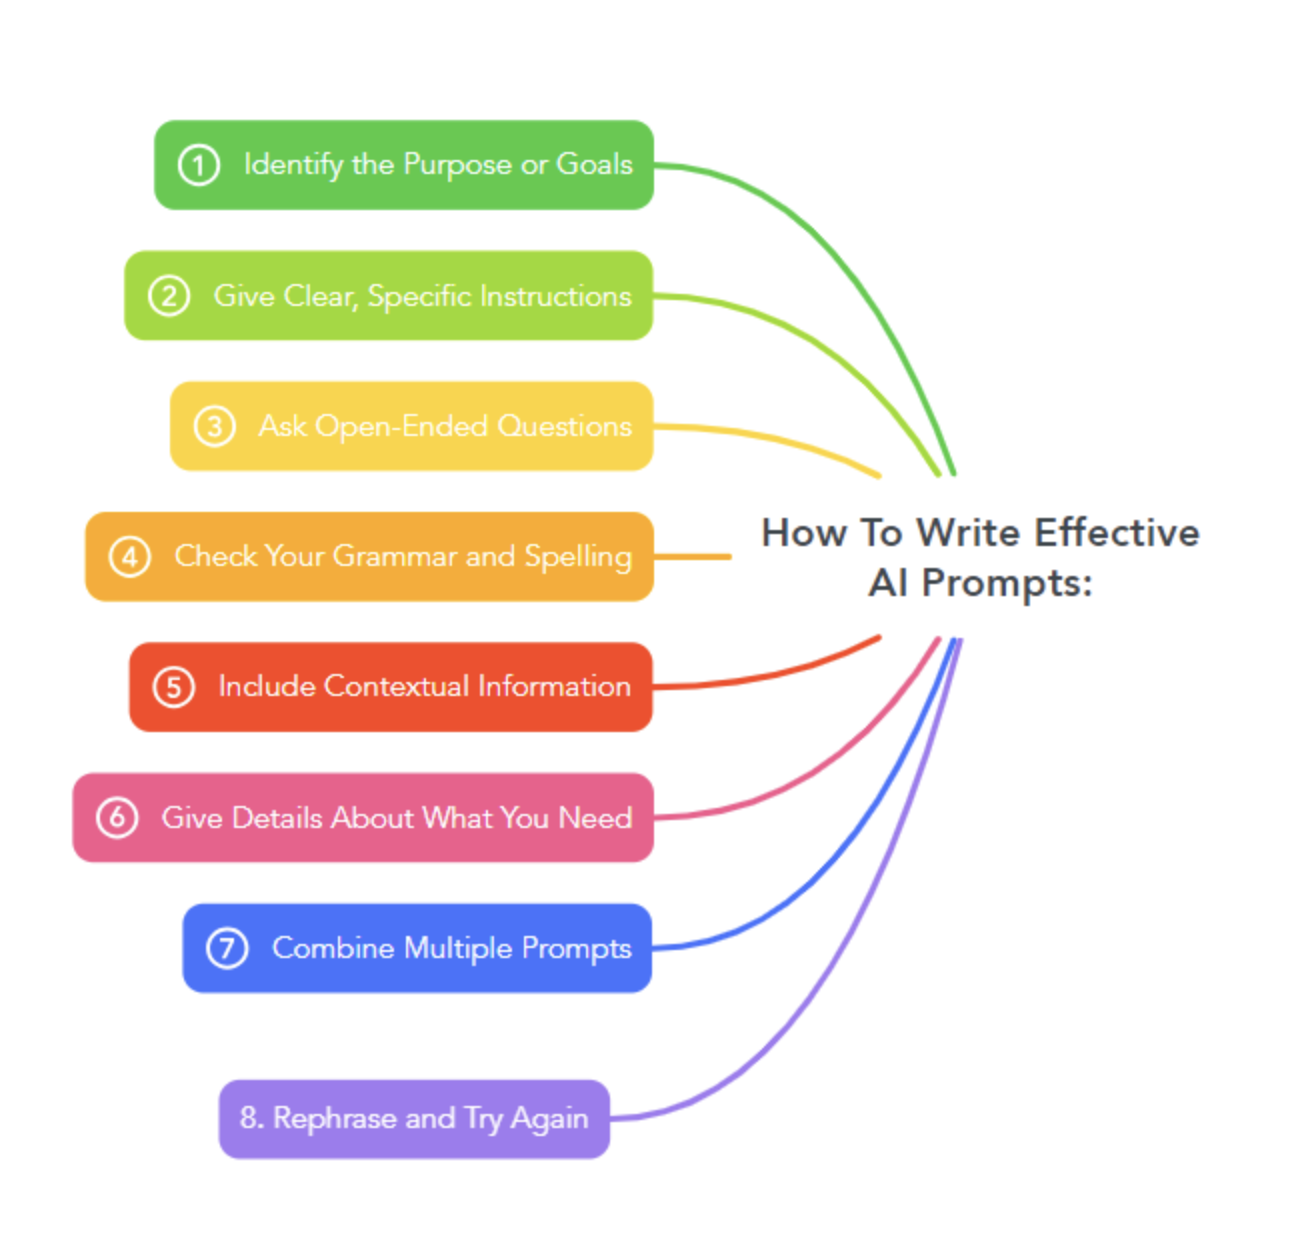 1 Identify the Purpose or Goals
2 Give Clear, Specific Instructions
3 Ask Open-Ended Questions
4 Check Your Grammar and Spelling
5 Include Contextual Information
6 Give Details About What You Need
7 Combine Multiple Prompts
8. Rephrase and Try Again
How To Write Effective
AI Prompts: